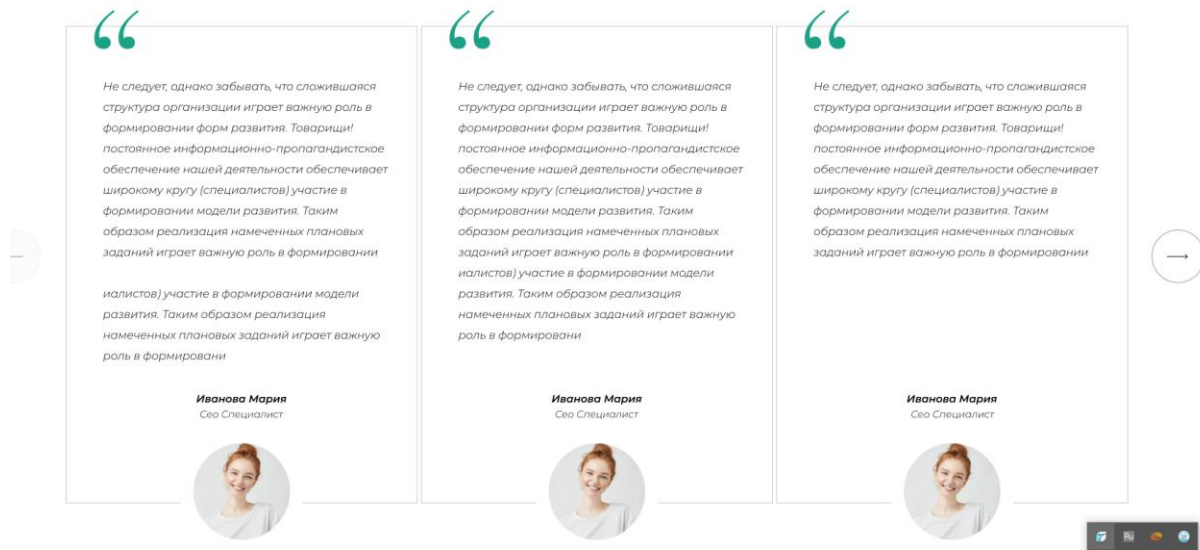 “
Не следует, однако забывать, что сложившаяся
структура организации играет важную роль в
формировании форм развития. Товарищи!
постоянное информационно-пропагандистское
обеспечение нашей деятельности обеспечивает
широкому кругу (специалистов) участие в
формировании модели развития. Таким
образом реализация намеченных плановых
заданий играет важную роль в формировании
иалистов) участие в формировании модели
развития. Таким образом реализация
намеченных плановых заданий играет важную
роль в формировани
Иванова Мария
Сео Специалист
“
Не следует, однако забывать, что сложившаяся
структура организации играет важную роль в
формировании форм развития. Товарищи!
постоянное информационно-пропагандистское
обеспечение нашей деятельности обеспечивает
широкому кругу (специалистов) участие в
формировании модели развития. Таким
образом реализация намеченных плановых
заданий играет важную роль в формировании
иалистов) участие в формировании модели
развития. Таким образом реализация
намеченных плановых заданий играет важную
роль в формировани
Иванова Мария
Сео Специалист
“
Не следует, однако забывать, что сложившаяся
структура организации играет важную роль в
формировании форм развития. Товарищи!
постоянное информационно-пропагандистское
обеспечение нашей деятельности обеспечивает
широкому кругу (специалистов) участие в
формировании модели развития. Таким
образом реализация намеченных плановых
заданий играет важную роль в формировании
Иванова Мария
Сео Специалист
Ru